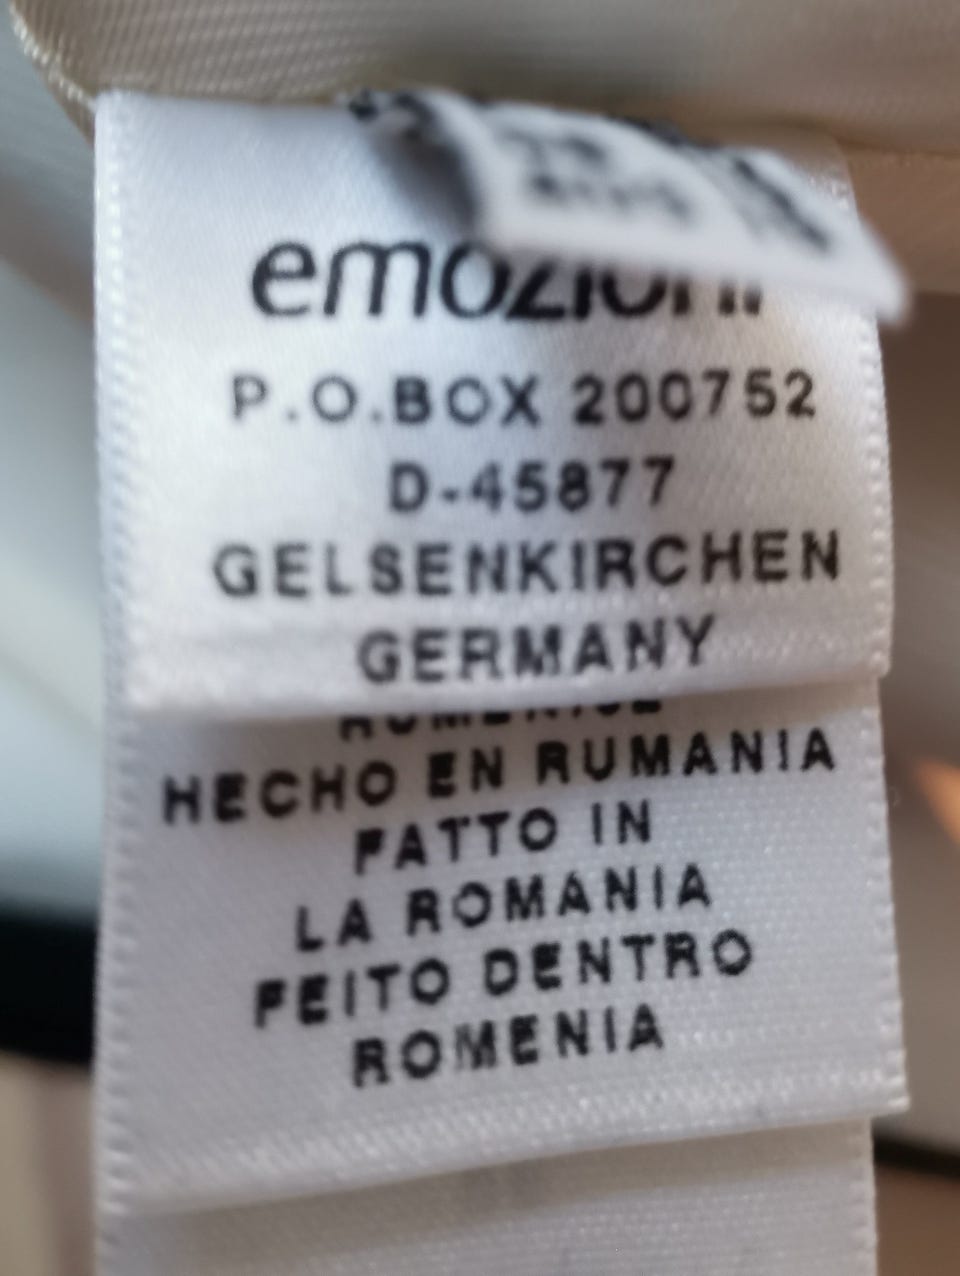 emozioni
P.O.BOX 200752
D-45877
GELSENKIRCHEN
GERMANY
HECHO EN RUMANIA
FATTO IN
LA ROMANIA
FEITO DENTRO
ROMENIA